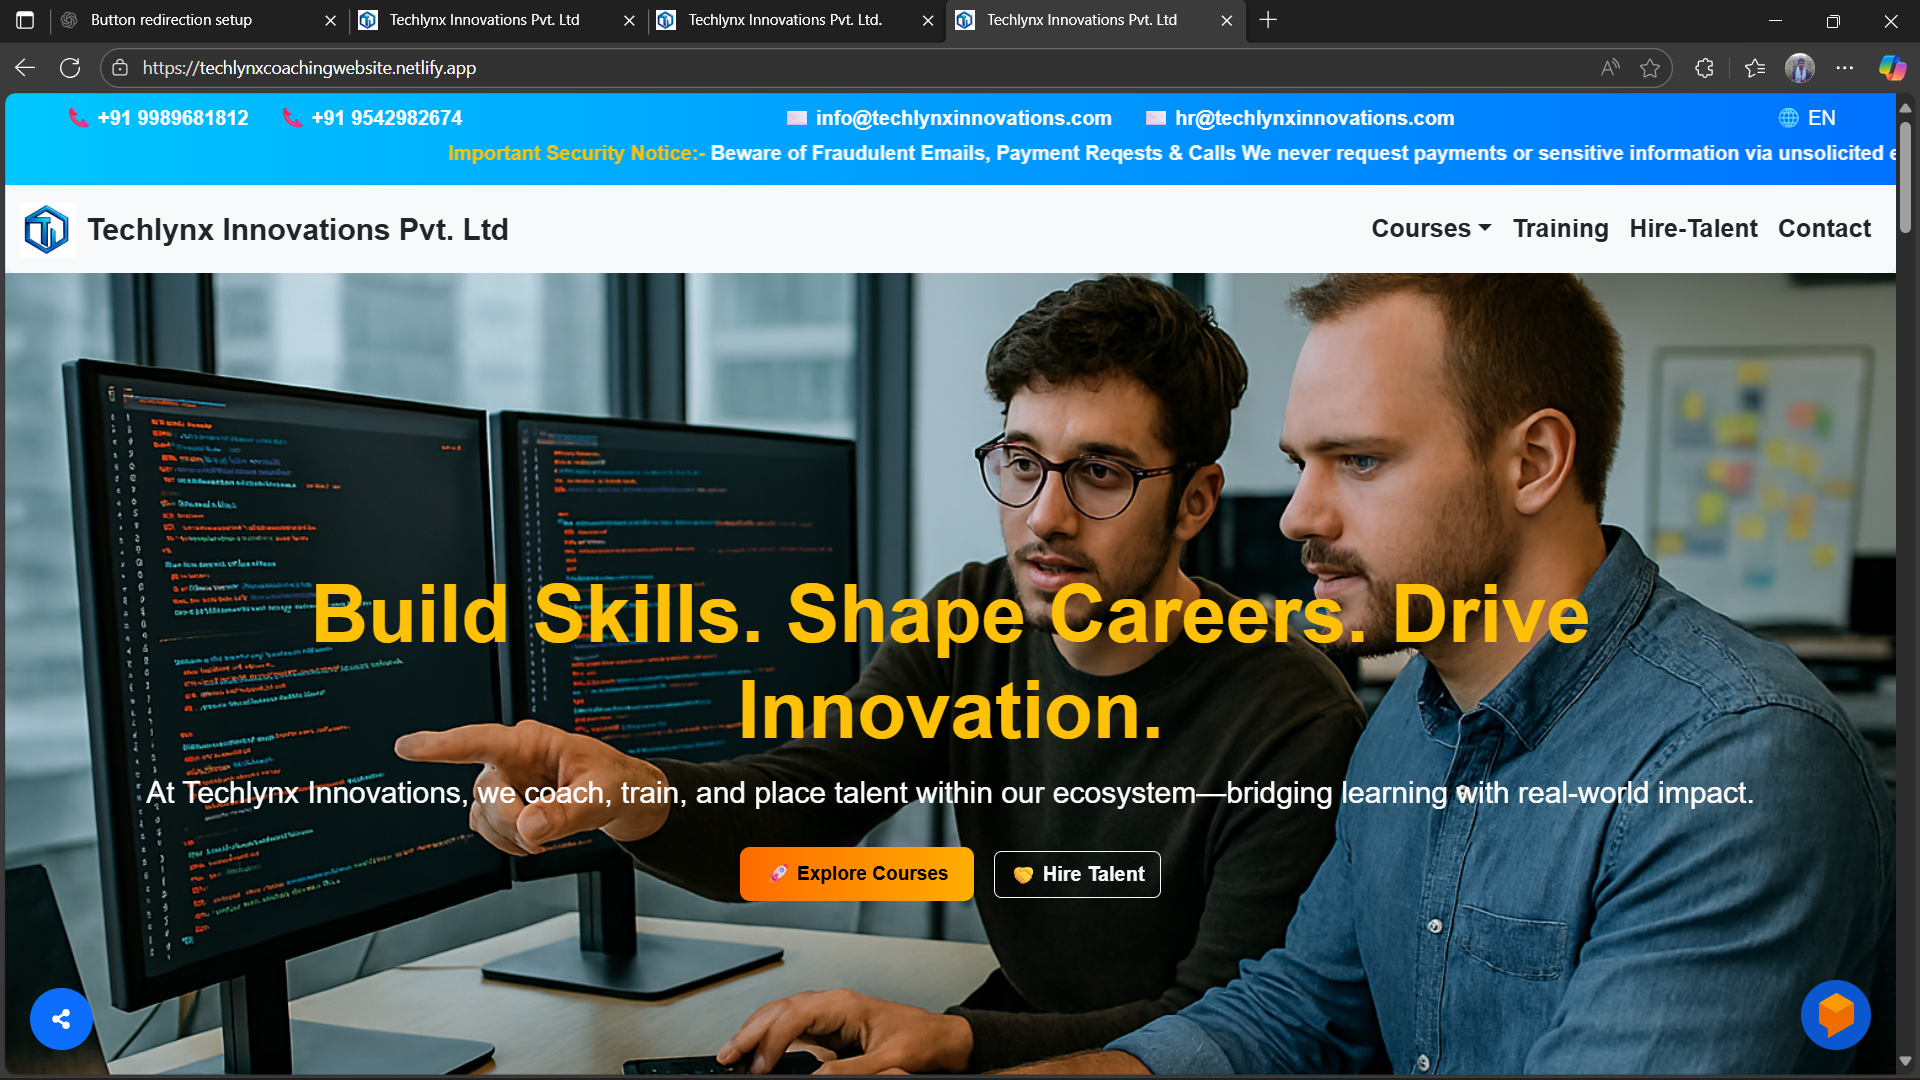 Button redirection setup
Techlynx Innovations Pvt. Ltd
Techlynx Innovations Pvt. Ltd.
Techlynx Innovations Pvt. Ltd
https://techlynxcoachingwebsite.netlify.app
+91 9989681812 +91 9542982674 info@techlynxinnovations.com hr@techlynxinnovations.com EN
Important Security Notice:- Beware of Fraudulent Emails, Payment Reqests & Calls We never request payments or sensitive information via unsolicited
Techlynx Innovations Pvt. Ltd
Courses Training Hire-Talent Contact
Build Skills. Shape Careers. Drive
Innovation.
At Techlynx Innovations, we coach, train, and place talent within our ecosystem—bridging learning with real-world impact.
Explore Courses
Hire Talent